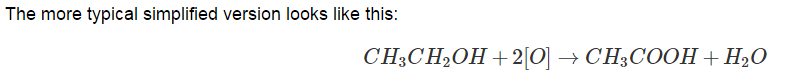 The more typical simplified version looks like this:
CH₃CH₂OH + 2[O] → CH₃COOH + H₂O